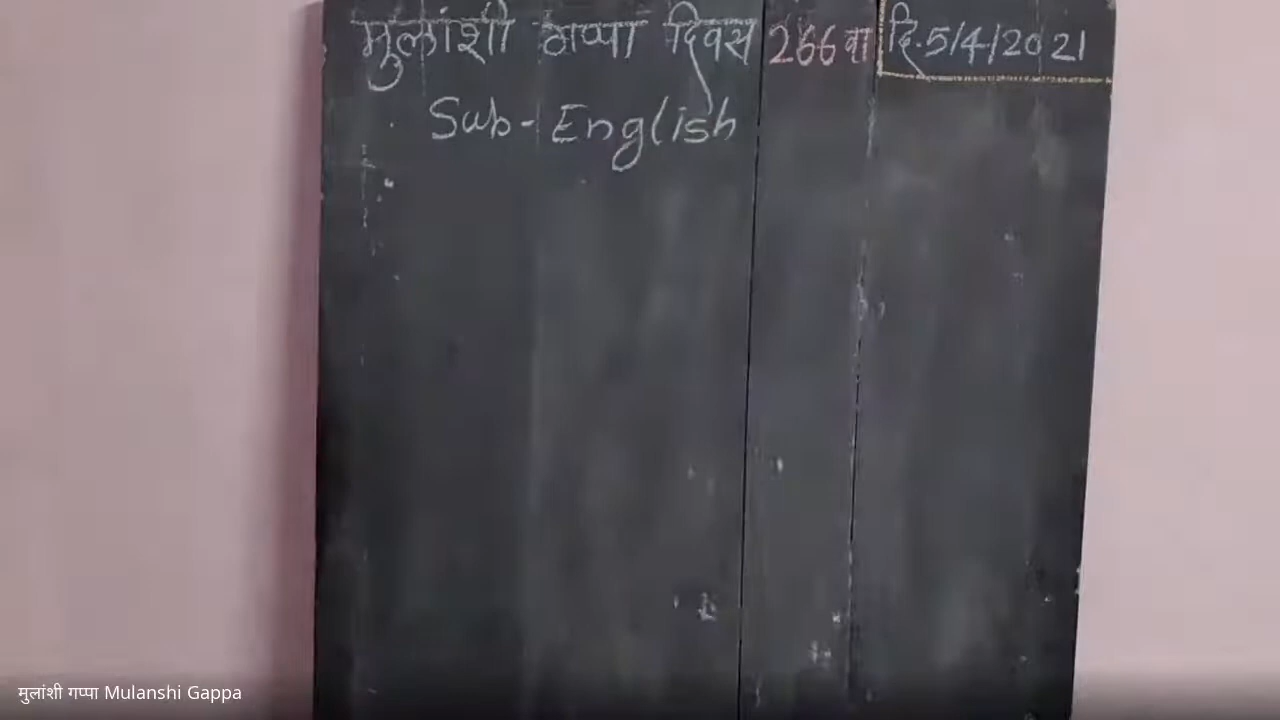 मुलांशी गप्पा दिवस 266 वा दि. 5/4/2021
Sub- English
मुलांशी गप्पा Mulanshi Gappa